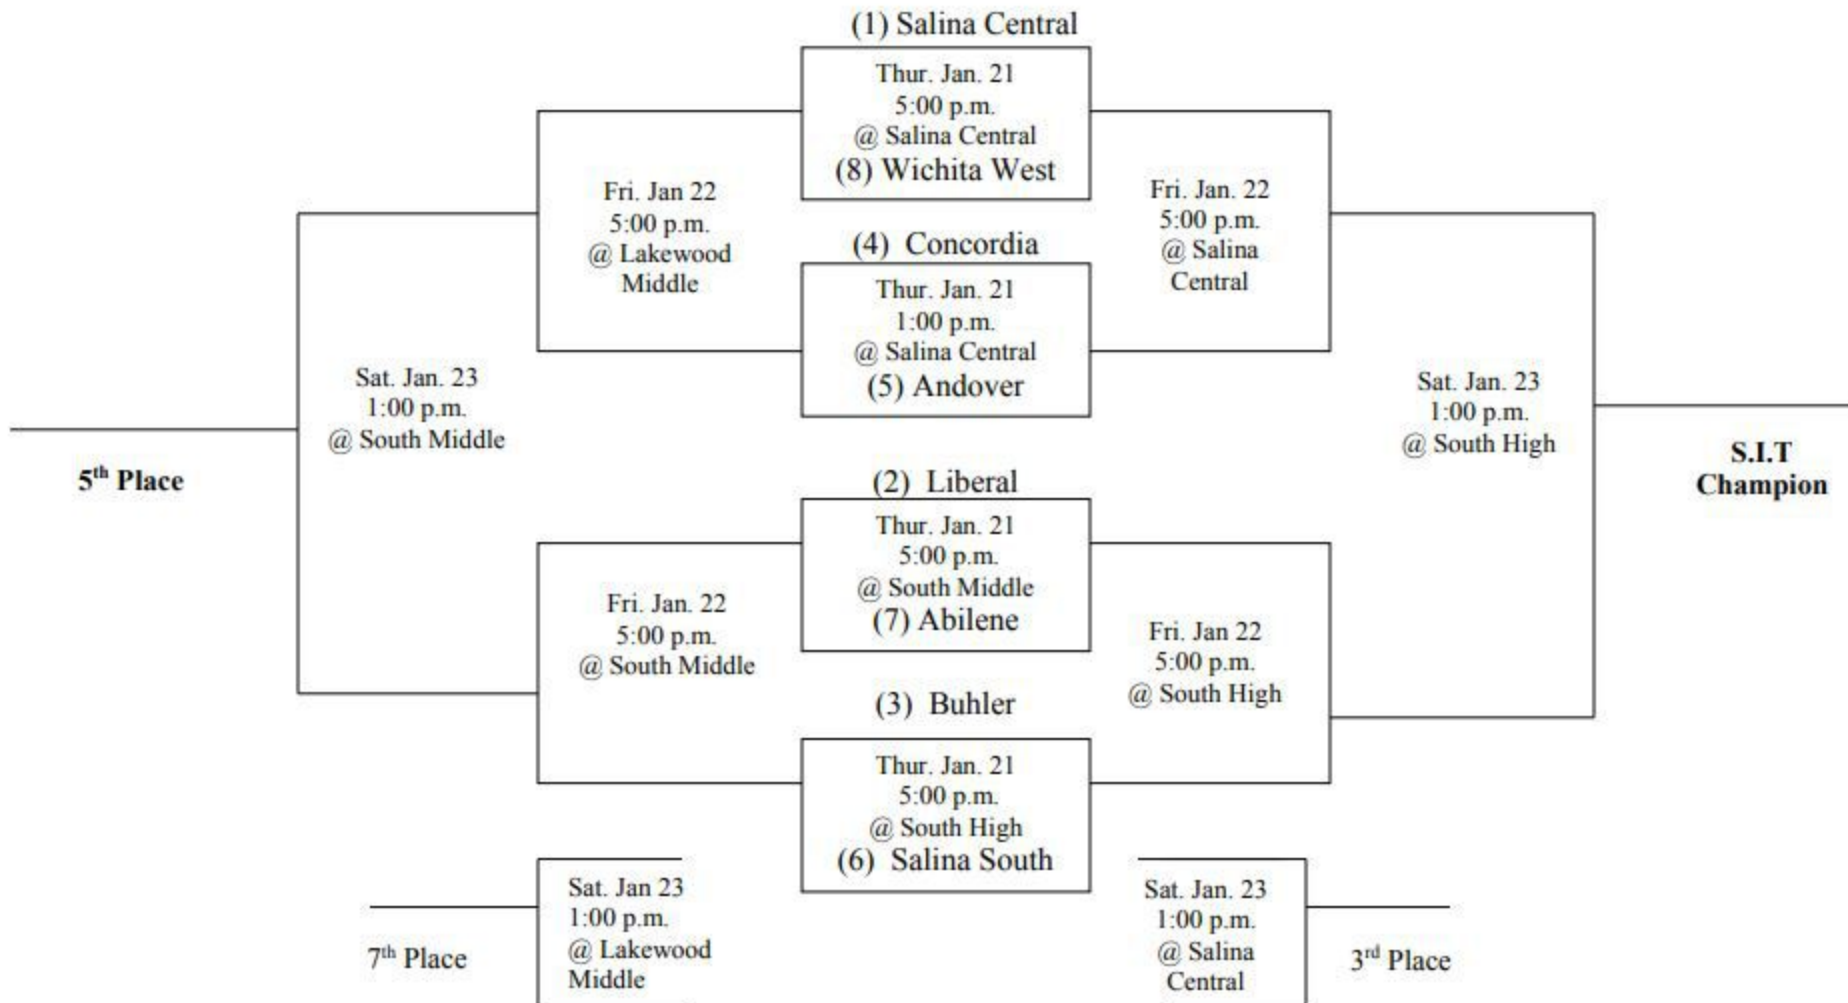 (1) Salina Central
Thur. Jan. 21
5:00 p.m.
@ Salina Central
(8) Wichita West
Fri. Jan 22
5:00 p.m.
@ Lakewood
Middle
Fri. Jan. 22
5:00 p.m.
@ Salina
Central
(4) Concordia
Thur. Jan. 21
1:00 p.m.
@ Salina Central
(5) Andover
Sat. Jan. 23
1:00 p.m.
@ South Middle
Sat. Jan. 23
1:00 p.m.
@ South High
5th Place
S.I.T
Champion
(2) Liberal
Thur. Jan. 21
5:00 p.m.
@ South Middle
(7) Abilene
Fri. Jan. 22
5:00 p.m.
@ South Middle
Fri. Jan 22
5:00 p.m.
@ South High
(3) Buhler
Thur. Jan. 21
5:00 p.m.
@ South High
(6) Salina South
Sat. Jan 23
1:00 p.m.
@ Lakewood
Middle
7th Place
Sat. Jan. 23
1:00 p.m.
@ Salina
Central
3rd Place